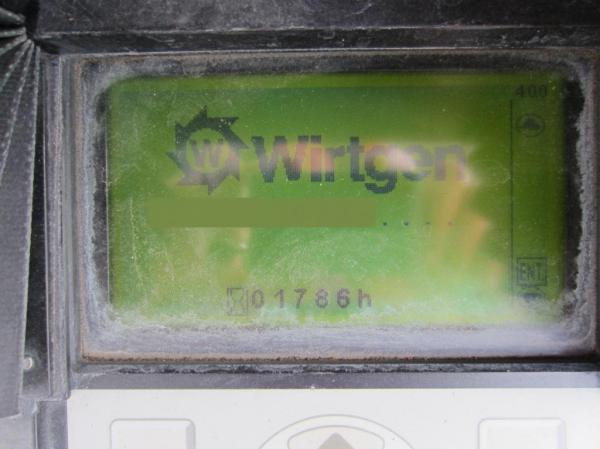 400
W Wirtgen
....
ENT
01786h